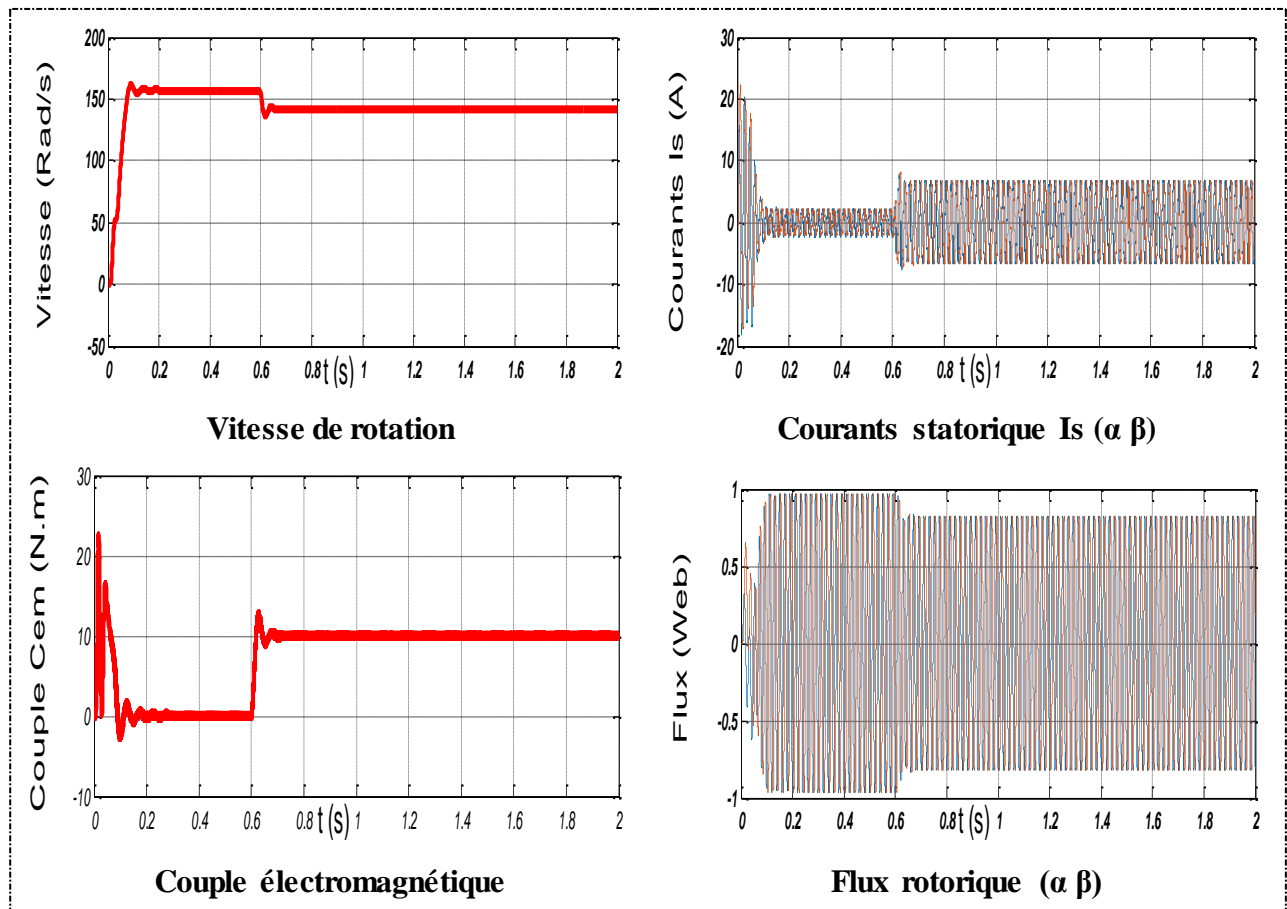 200
150
100
50
0
-50
Vitesse (Rad/s)
0 0.2 0.4 0.6 0.8 t (s) 1 1.2 1.4 1.6 1.8 2
Vitesse de rotation
30
20
10
0
-10
-20
Courants Is (A)
0 0.2 0.4 0.6 0.8 t (s) 1 1.2 1.4 1.6 1.8 2
Courants statorique Is (α β)
30
20
10
0
-10
Couple Cem (N.m)
0 0.2 0.4 0.6 0.8 t (s) 1 1.2 1.4 1.6 1.8 2
Couple électromagnétique
1
0.5
0
-0.5
-1
Flux (Web)
0 0.2 0.4 0.6 0.8 t (s) 1 1.2 1.4 1.6 1.8 2
Flux rotorique (α β)